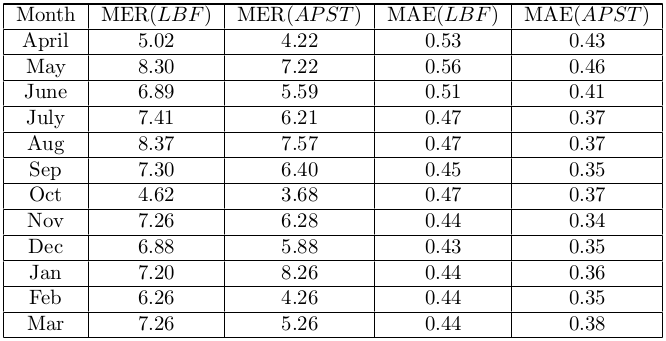 Month MER(LBF) MER(APST) MAE(LBF) MAE(APST)
April 5.02 4.22 0.53 0.43
May 8.30 7.22 0.56 0.46
June 6.89 5.59 0.51 0.41
July 7.41 6.21 0.47 0.37
Aug 8.37 7.57 0.47 0.37
Sep 7.30 6.40 0.45 0.35
Oct 4.62 3.68 0.47 0.37
Nov 7.26 6.28 0.44 0.34
Dec 6.88 5.88 0.43 0.35
Jan 7.20 8.26 0.44 0.36
Feb 6.26 4.26 0.44 0.35
Mar 7.26 5.26 0.44 0.38